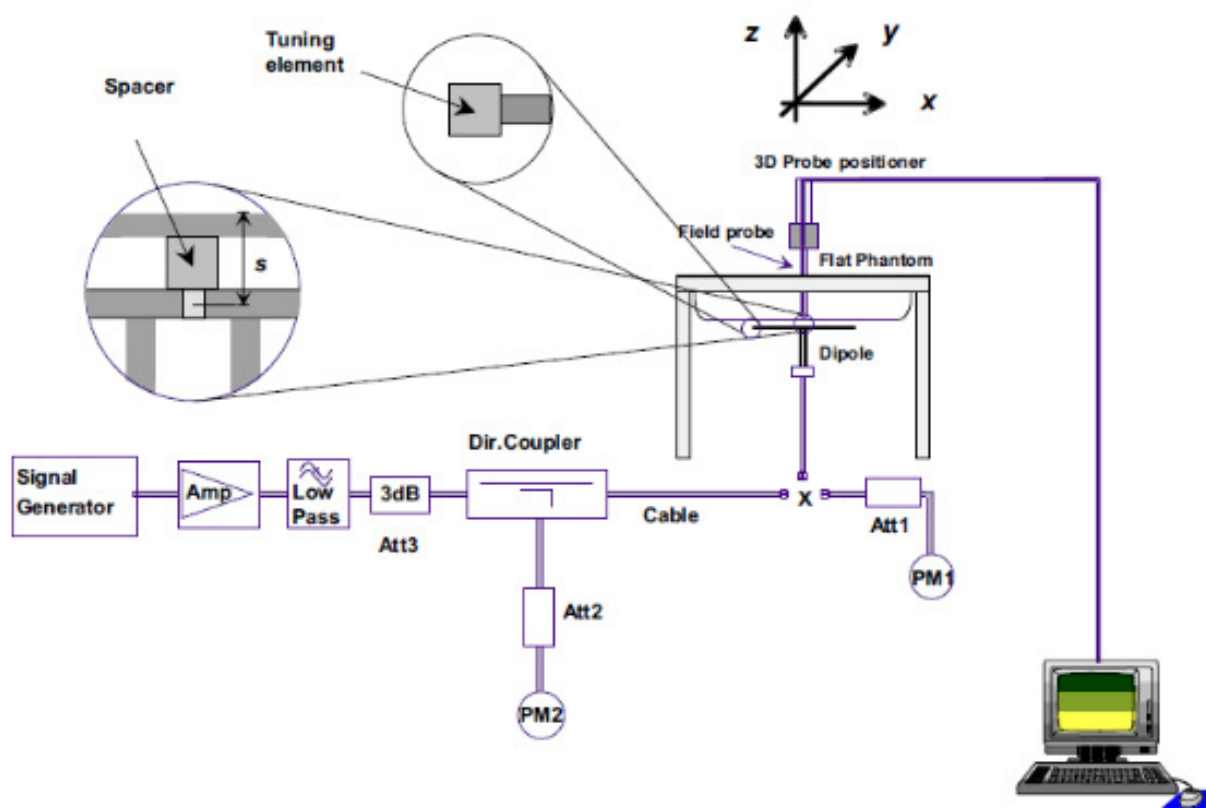 Tuning
element
Spacer
z
y
x
3D Probe positioner
Field probe
Flat Phantom
s
Dipole
Dir.Coupler
Signal
Generator
Amp
Low
Pass
3dB
Att3
Cable
X
Att1
PM1
Att2
PM2